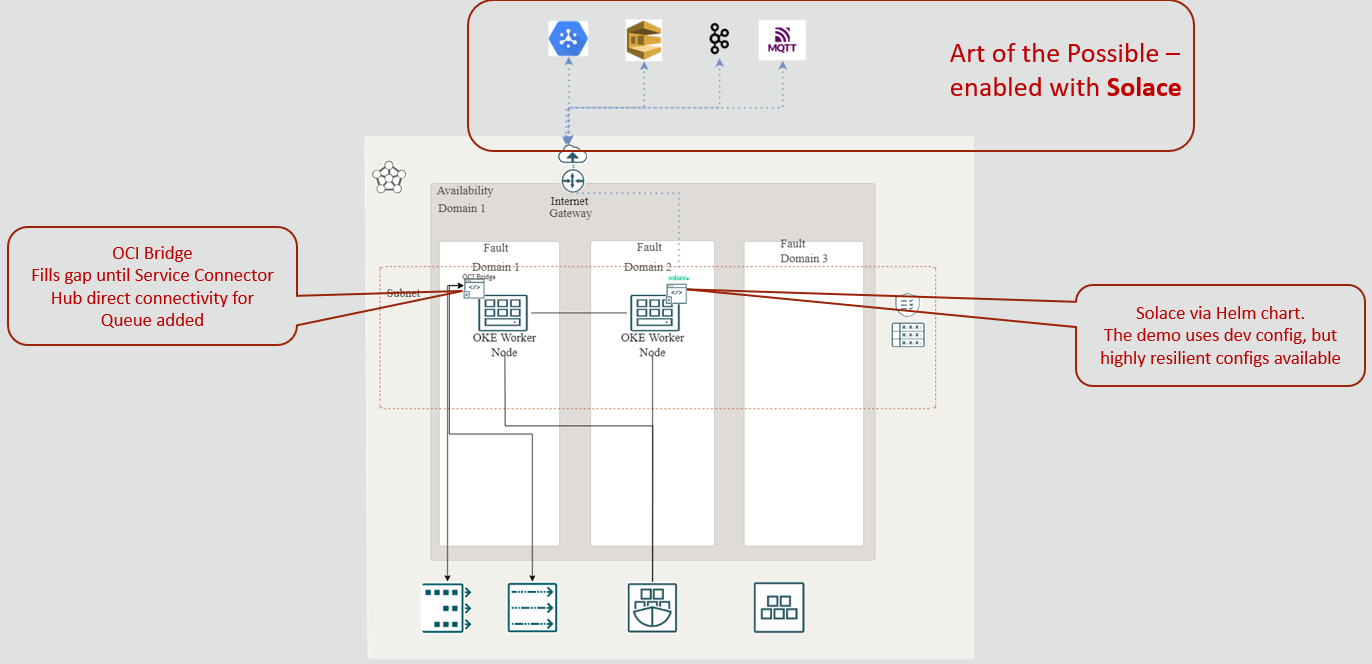 MQTT
Art of the Possible –
enabled with Solace
Availability
Domain 1
Internet
Gateway
OCI Bridge
Fills gap until Service Connector
Hub direct connectivity for
Queue added
Fault
Domain 1
Fault
Domain 2
Fault
Domain 3
Subnet
OCI Bridge
solace.
OKE Worker
Node
OKE Worker
Node
Solace via Helm chart.
The demo uses dev config, but
highly resilient configs available